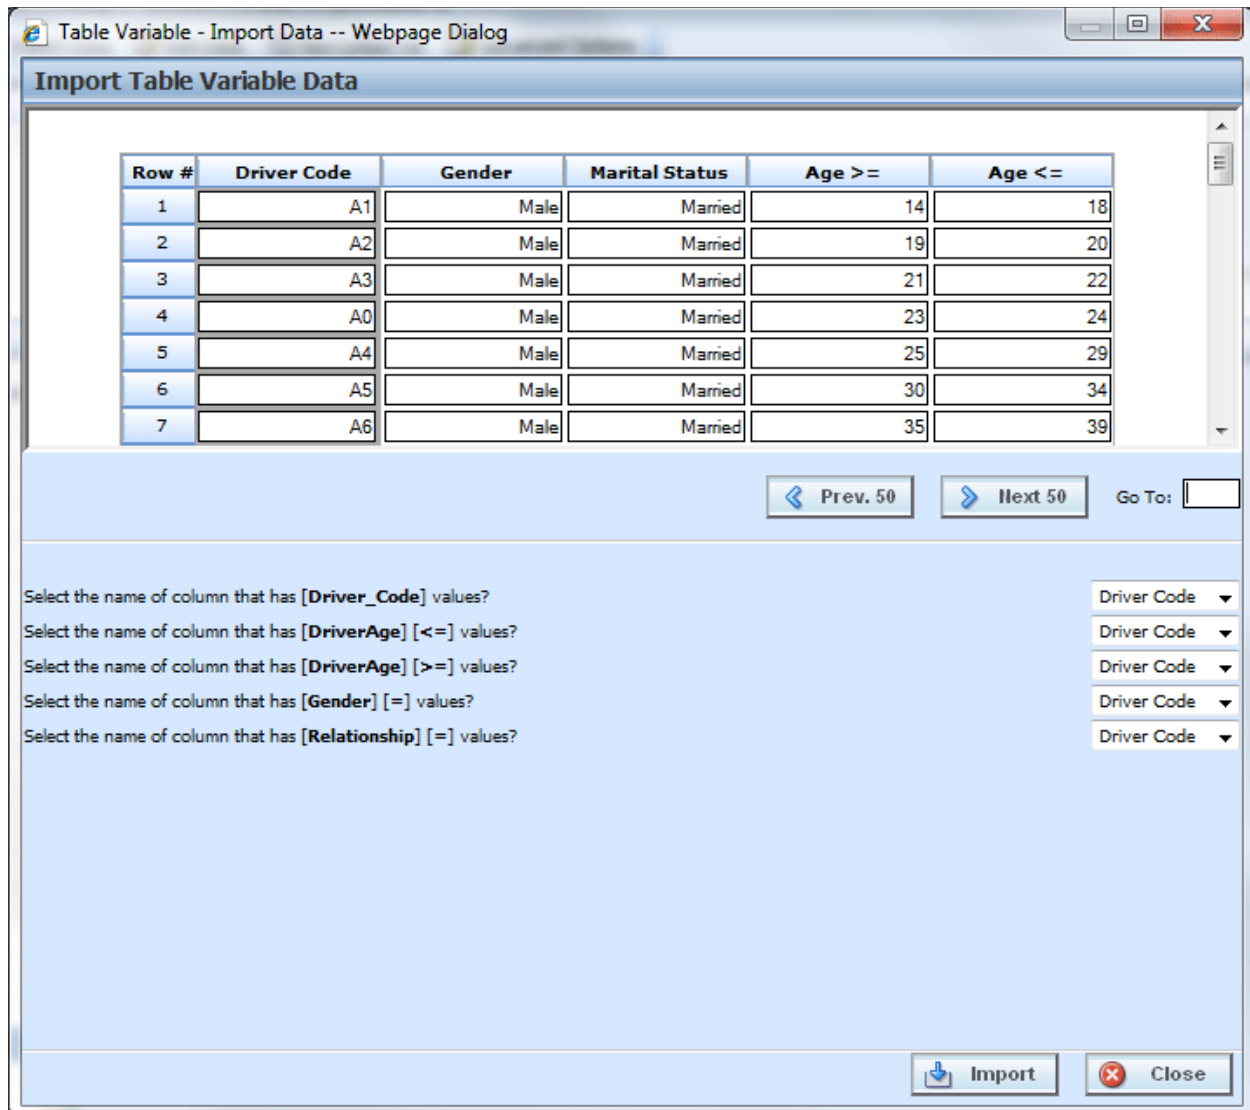 Table Variable - Import Data -- Webpage Dialog
Import Table Variable Data
Row # Driver Code Gender Marital Status Age >= Age <=
1 A1 Male Married 14 18
2 A2 Male Married 19 20
3 A3 Male Married 21 22
4 A0 Male Married 23 24
5 A4 Male Married 25 29
6 A5 Male Married 30 34
7 A6 Male Married 35 39
Prev. 50 Next 50 Go To:
Select the name of column that has [Driver_Code] values? Driver Code
Select the name of column that has [DriverAge] [<=] values? Driver Code
Select the name of column that has [DriverAge] [>=] values? Driver Code
Select the name of column that has [Gender] [=] values? Driver Code
Select the name of column that has [Relationship] [=] values? Driver Code
Import Close